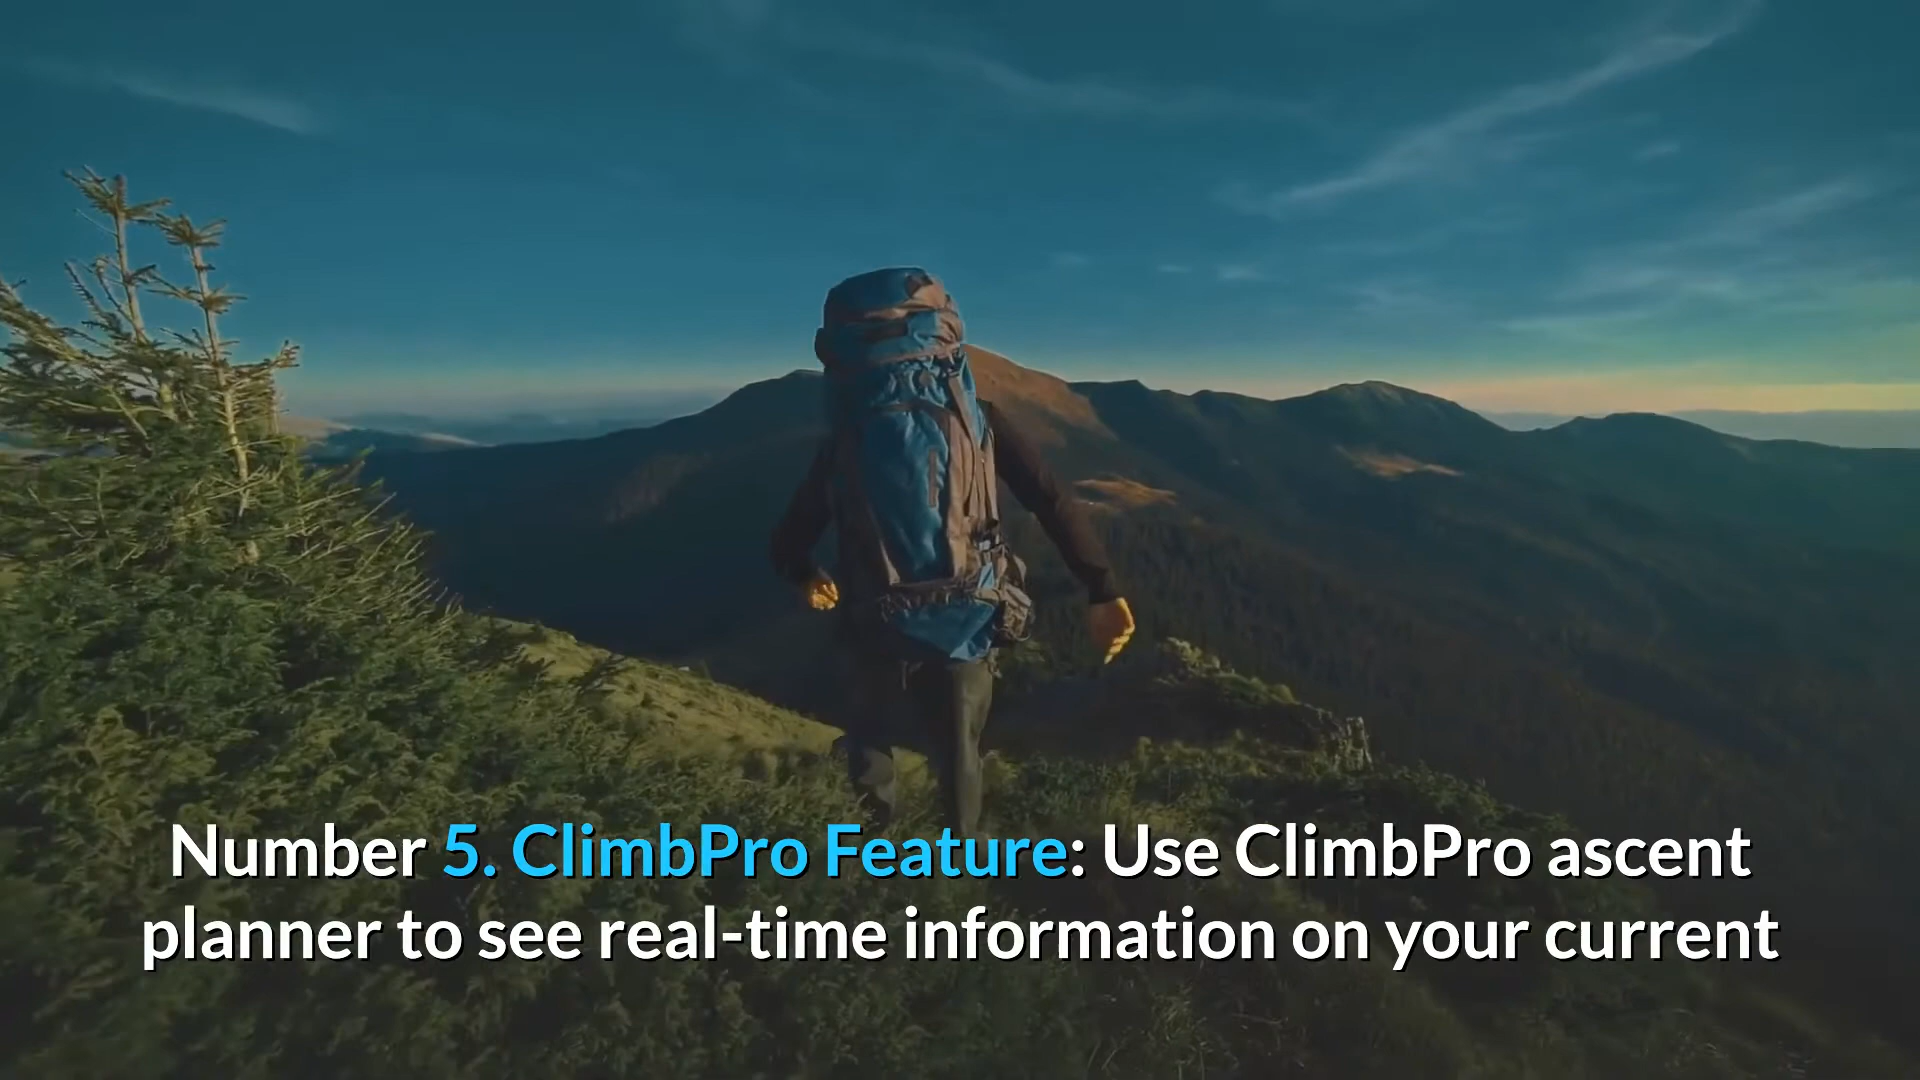 Number 5. ClimbPro Feature: Use ClimbPro ascent
planner to see real-time information on your current